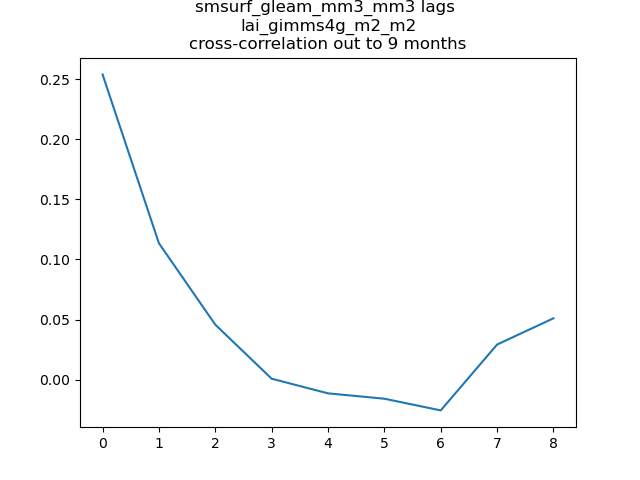 smsurf_gleam_mm3_mm3 lags
lai_gimms4g_m2_m2
cross-correlation out to 9 months
0.25
0.20
0.15
0.10
0.05
0.00
0 1 2 3 4 5 6 7 8